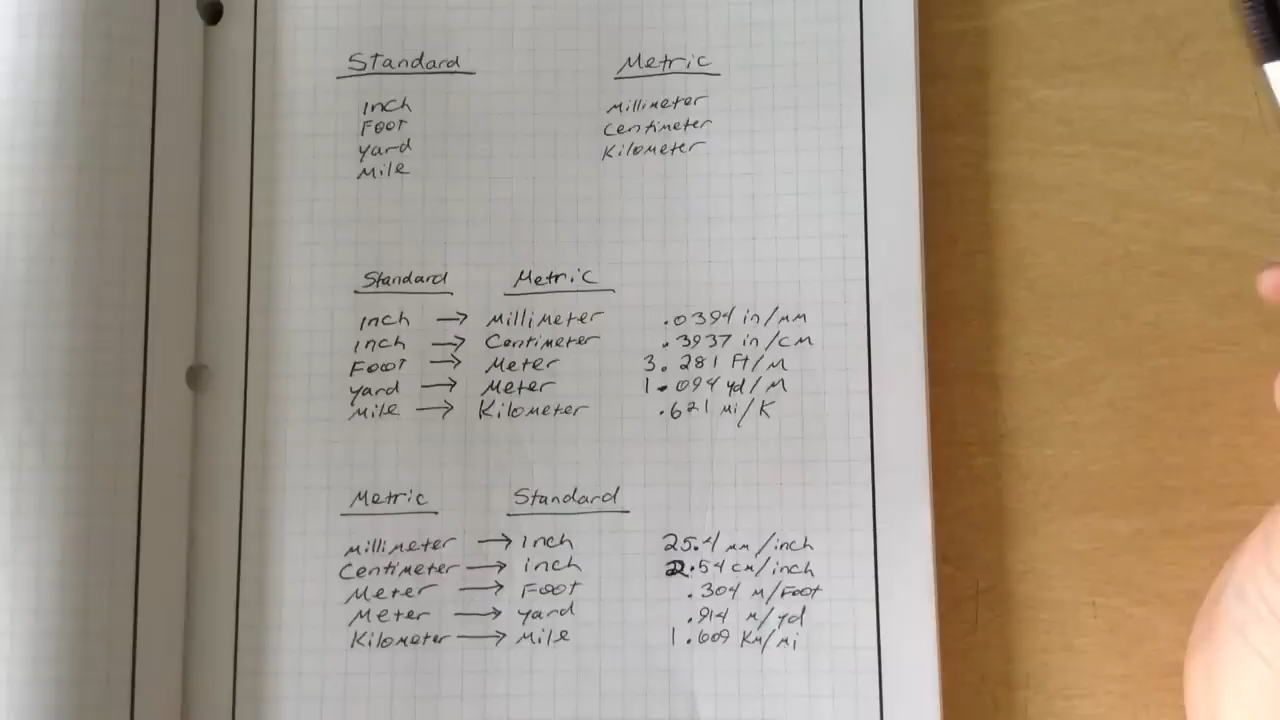 Standard Metric
Inch Millimeter
Foot Centimeter
Yard Kilometer
Mile
Standard Metric
Inch → Millimeter .0394 in/mm
Inch → Centimeter .3937 in/cm
Foot → Meter 3.281 Ft/M
Yard → Meter 1.094 yd/M
Mile → Kilometer .621 mi/K
Metric Standard
Millimeter → Inch 25.4 mm/inch
Centimeter → Inch 2.54 cm/inch
Meter → Foot .304 M/Foot
Meter → Yard .914 M/yd
Kilometer → Mile 1.609 Km/mi